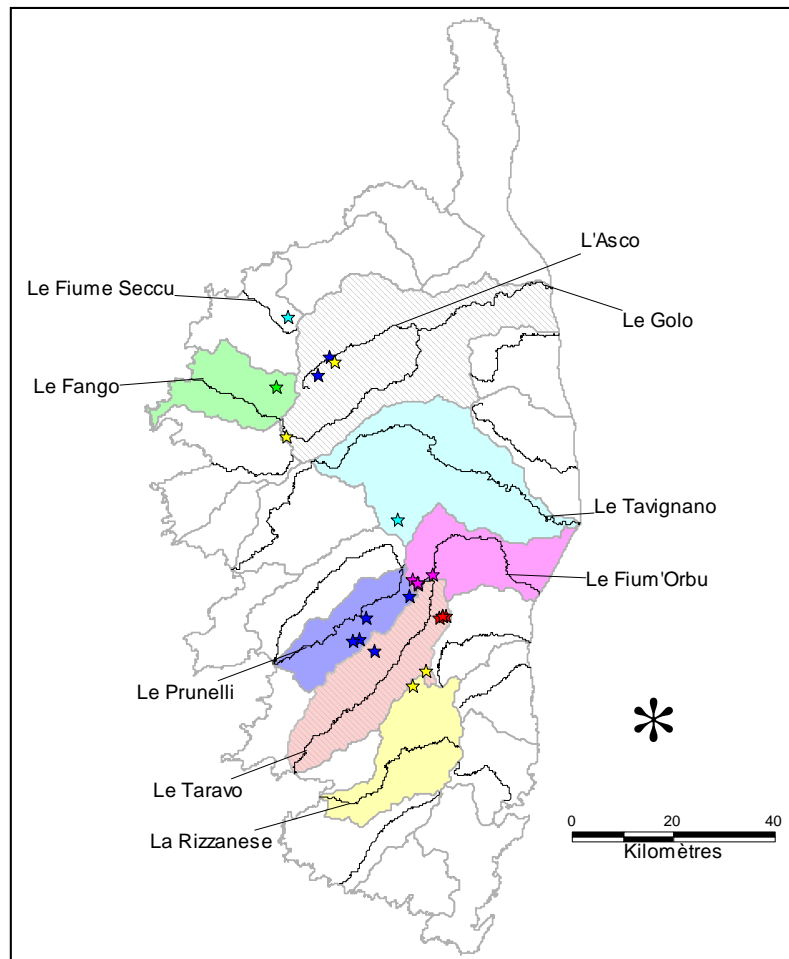 L'Asco
Le Fiume Seccu
Le Golo
Le Fango
Le Tavignano
Le Fium'Orbu
Le Prunelli
Le Taravo
La Rizzanese
0 20 40
Kilomètres